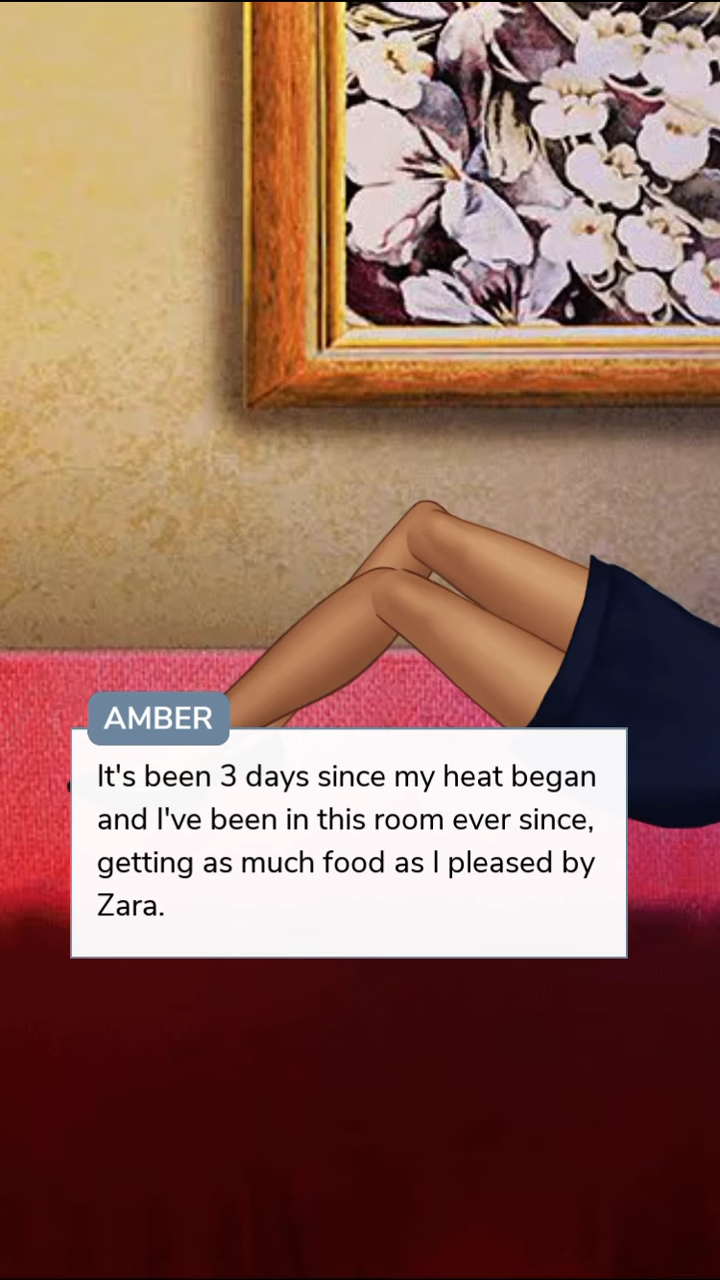 AMBER
It's been 3 days since my heat began
and I've been in this room ever since,
getting as much food as I pleased by
Zara.